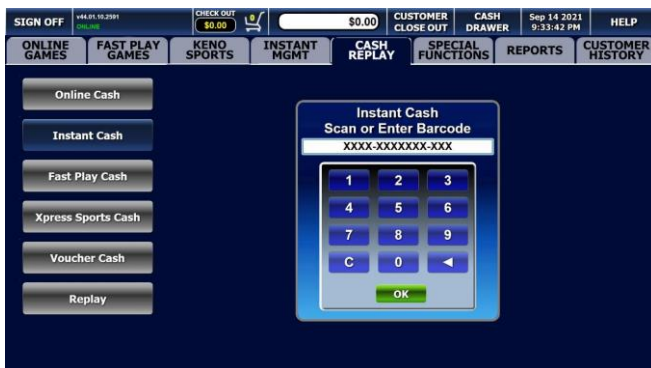 SIGN OFF
v44.01.10.2591
ONLINE
CHECK OUT
$0.00
$0.00
CUSTOMER
CLOSE OUT
CASH
DRAWER
Sep 14 2021
9:33:42 PM
HELP
ONLINE
GAMES
FAST PLAY
GAMES
KENO
SPORTS
INSTANT
MGMT
CASH
REPLAY
SPECIAL
FUNCTIONS
REPORTS
CUSTOMER
HISTORY
Online Cash
Instant Cash
Fast Play Cash
Xpress Sports Cash
Voucher Cash
Replay
Instant Cash
Scan or Enter Barcode
XXXX-XXXXXXX-XXX
1 2 3
4 5 6
7 8 9
C 0 ◄
OK